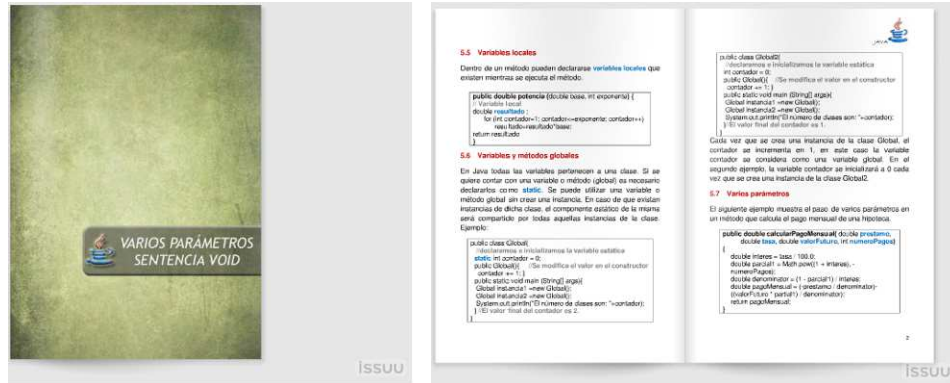 VARIOS PARÁMETROS
SENTENCIA VOID
issuu
5.5 Variables locales
Dentro de un método pueden declararse variables locales que
existen mientras se ejecuta el método.
public double potencia (double base, int exponente) {
// Variable local
double resultado ;
for (int contador=1; contador<=exponente; contador++)
resultado=resultado*base;
return resultado
}
5.6 Variables y métodos globales
En Java todas las variables pertenecen a una clase. Si se
quiere contar con una variable o método (global) es necesario
declararlos como static. Se puede utilizar una variable o
método global sin crear una instancia. En caso de que existan
instancias de dicha clase, el componente estático de la misma
será compartido por todas aquellas instancias de la clase.
Ejemplo:
public class Global{
//declaramos e inicializamos la variable estática
static int contador = 0;
public Global(){ //Se modifica el valor en el constructor
contador += 1; }
public static void main (String[] args){
Global instancia1 =new Global();
Global instancia2 =new Global();
System.out.println("El número de clases son: "+contador);
} //El valor final del contador es 2.
}
JAVA
public class Global2{
//declaramos e inicializamos la variable estática
int contador = 0;
public Global(){ //Se modifica el valor en el constructor
contador += 1; }
public static void main (String[] args){
Global instancia1 =new Global();
Global instancia2 =new Global();
System.out.println("El número de clases son: "+contador);
} //El valor final del contador es 1.
}
Cada vez que se crea una instancia de la clase Global, el
contador se incrementa en 1, en este caso la variable
contador se considera como una variable global. En el
segundo ejemplo, la variable contador se inicializará a 0 cada
vez que se crea una instancia de la clase Global2.
5.7 Varios parámetros
El siguiente ejemplo muestra el paso de varios parámetros en
un método que calcula el pago mensual de una hipoteca.
public double calcularPagoMensual( double prestamo,
double tasa, double valorFuturo, int numeroPagos)
{
double interes = tasa / 100.0;
double parcial1 = Math.pow((1 + interes), -
numeroPagos);
double denominator = (1 - parcial1) / interes;
double pagoMensual = (-prestamo / denominator)-
((valorFuturo * partial1) / denominator);
return pagoMensual;
}
2
issuu